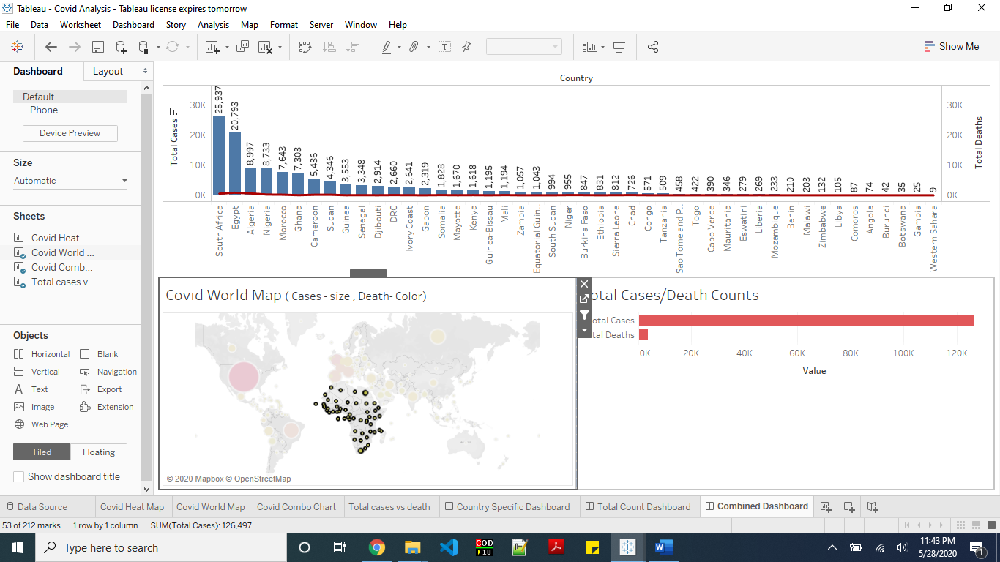 Tableau - Covid Analysis - Tableau license expires tomorrow
File Data Worksheet Dashboard Story Analysis Map Format Server Window Help
Show Me
Dashboard Layout
Default
Phone
Device Preview
Size
Automatic
Sheets
Covid Heat ...
Covid World ...
Covid Comb...
Total cases v...
Objects
Horizontal Blank
Vertical Navigation
Text Export
Image Extension
Web Page
Tiled Floating
Show dashboard title
Country
Total Cases
30K
20K
10K
0K
25,937 20,793 8,997 8,733 7,643 7,303 5,436 4,346 3,553 3,348 2,914 2,660 2,641 2,319 1,828 1,670 1,618 1,195 1,194 1,057 1,043 994 955 847 831 812 726 571 509 458 422 390 346 279 269 233 210 203 132 105 87 74 42 35 25 9
30K
20K
10K
0K
Total Deaths
South Africa Egypt Algeria Nigeria Morocco Ghana Cameroon Sudan Guinea Senegal Djibouti DRC Ivory Coast Gabon Somalia Mayotte Kenya Guinea-Bissau Mali Zambia Equatorial Guin... South Sudan Niger Burkina Faso Ethiopia Sierra Leone Chad Congo Tanzania Sao Tome and P... Togo Cabo Verde Mauritania Eswatini Liberia Mozambique Benin Malawi Zimbabwe Libya Comoros Angola Burundi Botswana Gambia Western Sahara
Covid World Map ( Cases - size , Death- Color)
© 2020 Mapbox © OpenStreetMap
otal Cases/Death Counts
otal Cases
tal Deaths
0K 20K 40K 60K 80K 100K 120K
Value
Data Source Covid Heat Map Covid World Map Covid Combo Chart Total cases vs death Country Specific Dashboard Total Count Dashboard Combined Dashboard
53 of 212 marks 1 row by 1 column SUM(Total Cases): 126,497
Type here to search
COD
10
W
11:43 PM
5/28/2020
1